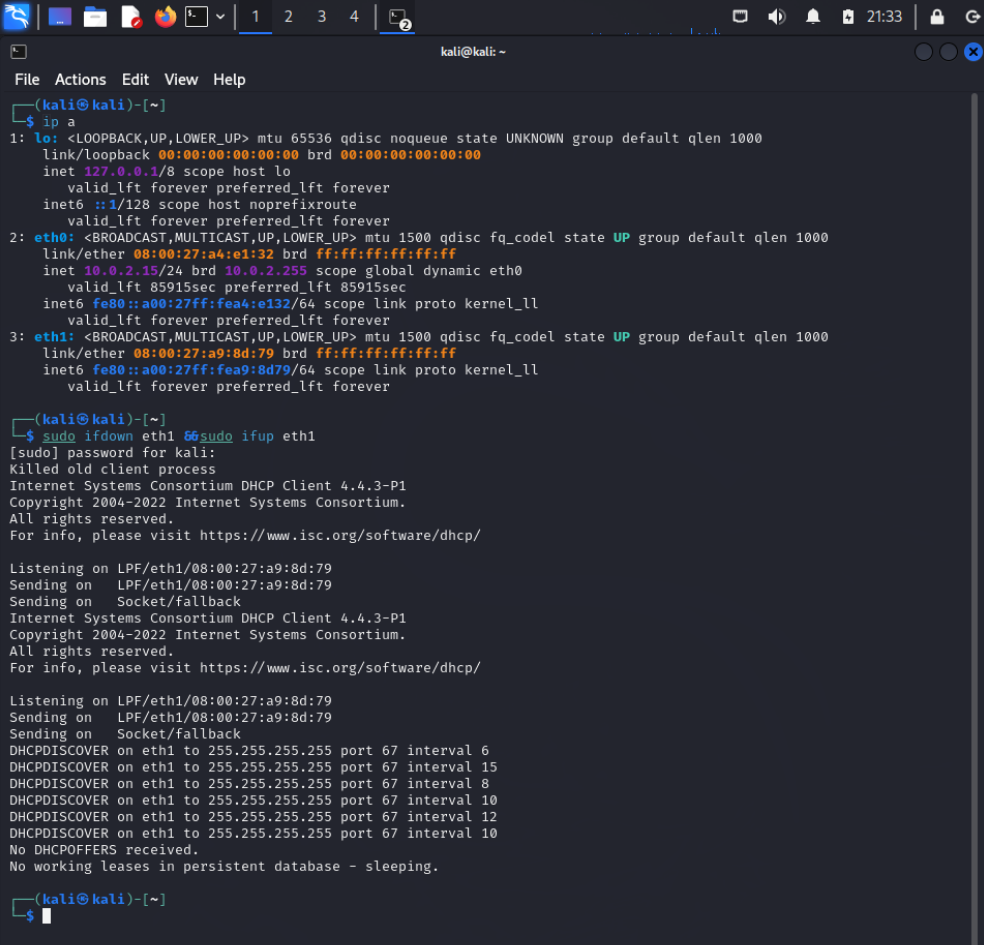 1 2 3 4 2 21:33
kali@kali: ~
File Actions Edit View Help
┌──(kali㉿kali)-[~]
└─$ ip a
1: lo: <LOOPBACK,UP,LOWER_UP> mtu 65536 qdisc noqueue state UNKNOWN group default qlen 1000
    link/loopback 00:00:00:00:00:00 brd 00:00:00:00:00:00
    inet 127.0.0.1/8 scope host lo
       valid_lft forever preferred_lft forever
    inet6 ::1/128 scope host noprefixroute
       valid_lft forever preferred_lft forever
2: eth0: <BROADCAST,MULTICAST,UP,LOWER_UP> mtu 1500 qdisc fq_codel state UP group default qlen 1000
    link/ether 08:00:27:a4:e1:32 brd ff:ff:ff:ff:ff:ff
    inet 10.0.2.15/24 brd 10.0.2.255 scope global dynamic eth0
       valid_lft 85915sec preferred_lft 85915sec
    inet6 fe80::a00:27ff:fea4:e132/64 scope link proto kernel_ll
       valid_lft forever preferred_lft forever
3: eth1: <BROADCAST,MULTICAST,UP,LOWER_UP> mtu 1500 qdisc fq_codel state UP group default qlen 1000
    link/ether 08:00:27:a9:8d:79 brd ff:ff:ff:ff:ff:ff
    inet6 fe80::a00:27ff:fea9:8d79/64 scope link proto kernel_ll
       valid_lft forever preferred_lft forever
┌──(kali㉿kali)-[~]
└─$ sudo ifdown eth1 &&sudo ifup eth1
[sudo] password for kali:
Killed old client process
Internet Systems Consortium DHCP Client 4.4.3-P1
Copyright 2004-2022 Internet Systems Consortium.
All rights reserved.
For info, please visit https://www.isc.org/software/dhcp/
Listening on LPF/eth1/08:00:27:a9:8d:79
Sending on   LPF/eth1/08:00:27:a9:8d:79
Sending on   Socket/fallback
Internet Systems Consortium DHCP Client 4.4.3-P1
Copyright 2004-2022 Internet Systems Consortium.
All rights reserved.
For info, please visit https://www.isc.org/software/dhcp/
Listening on LPF/eth1/08:00:27:a9:8d:79
Sending on   LPF/eth1/08:00:27:a9:8d:79
Sending on   Socket/fallback
DHCPDISCOVER on eth1 to 255.255.255.255 port 67 interval 6
DHCPDISCOVER on eth1 to 255.255.255.255 port 67 interval 15
DHCPDISCOVER on eth1 to 255.255.255.255 port 67 interval 8
DHCPDISCOVER on eth1 to 255.255.255.255 port 67 interval 10
DHCPDISCOVER on eth1 to 255.255.255.255 port 67 interval 12
DHCPDISCOVER on eth1 to 255.255.255.255 port 67 interval 10
No DHCPOFFERS received.
No working leases in persistent database - sleeping.
┌──(kali㉿kali)-[~]
└─$